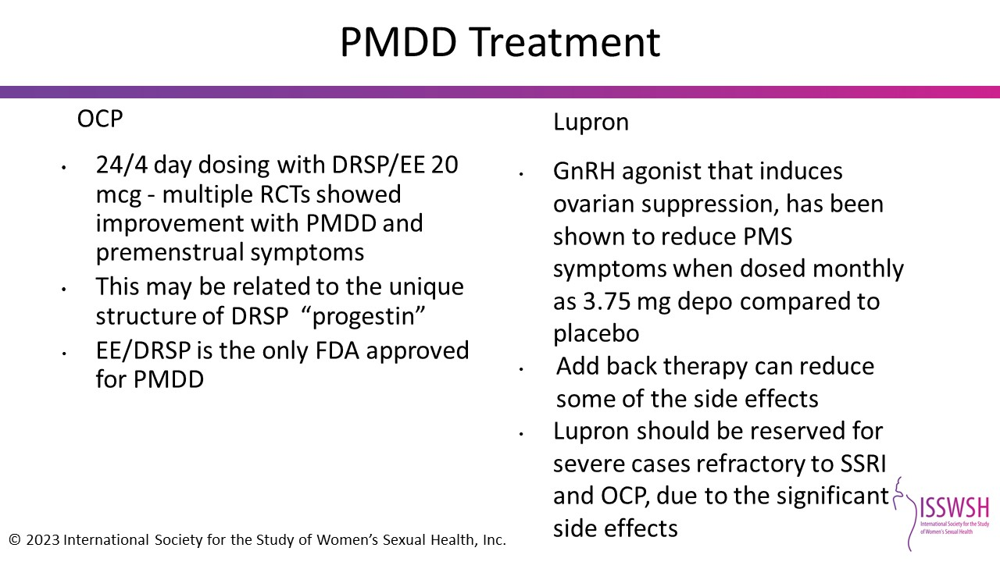 PMDD Treatment
OCP
• 24/4 day dosing with DRSP/EE 20
mcg - multiple RCTs showed
improvement with PMDD and
premenstrual symptoms
• This may be related to the unique
structure of DRSP “progestin”
• EE/DRSP is the only FDA approved
for PMDD
Lupron
• GnRH agonist that induces
ovarian suppression, has been
shown to reduce PMS
symptoms when dosed monthly
as 3.75 mg depo compared to
placebo
• Add back therapy can reduce
some of the side effects
• Lupron should be reserved for
severe cases refractory to SSRI
and OCP, due to the significant
side effects
ISSWSH
International Society for the Study
of Women's Sexual Health
© 2023 International Society for the Study of Women’s Sexual Health, Inc.